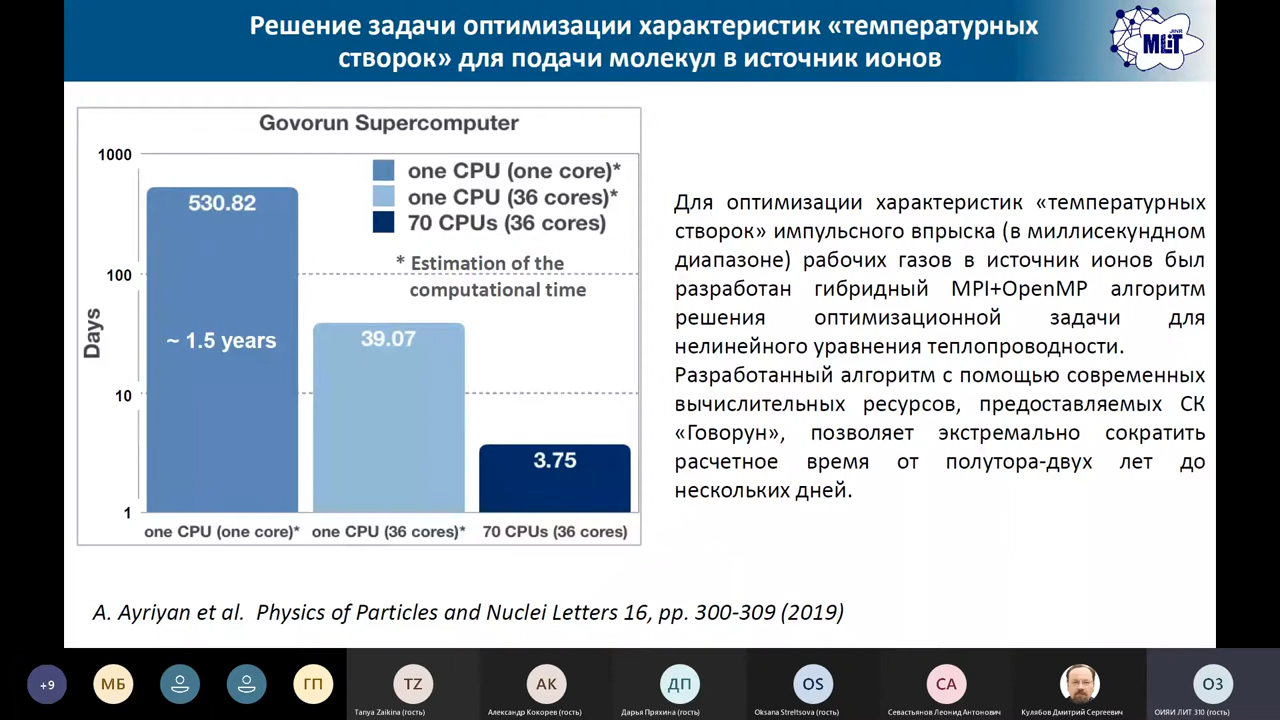 Решение задачи оптимизации характеристик «температурных
створок» для подачи молекул в источник ионов
JINR
MLIT
Govorun Supercomputer
1000
100
10
1
Days
one CPU (one core)*
one CPU (36 cores)*
70 CPUs (36 cores)
* Estimation of the
computational time
530.82
~ 1.5 years
39.07
3.75
one CPU (one core)*
one CPU (36 cores)*
70 CPUs (36 cores)
Для оптимизации характеристик «температурных
створок» импульсного впрыска (в миллисекундном
диапазоне) рабочих газов в источник ионов был
разработан гибридный MPI+OpenMP алгоритм
решения оптимизационной задачи для
нелинейного уравнения теплопроводности.
Разработанный алгоритм с помощью современных
вычислительных ресурсов, предоставляемых СК
«Говорун», позволяет экстремально сократить
расчетное время от полутора-двух лет до
нескольких дней.
A. Ayriyan et al. Physics of Particles and Nuclei Letters 16, pp. 300-309 (2019)
+9
МБ
ГП
TZ
АК
ДП
OS
СА
ОЗ
Tanya Zaikina (гость)
Александр Кокорев (гость)
Дарья Пряхина (гость)
Oksana Streltsova (гость)
Севастьянов Леонид Антонович
Кулябов Дмитрий Сергеевич
ОИЯИ ЛИТ 310 (гость)